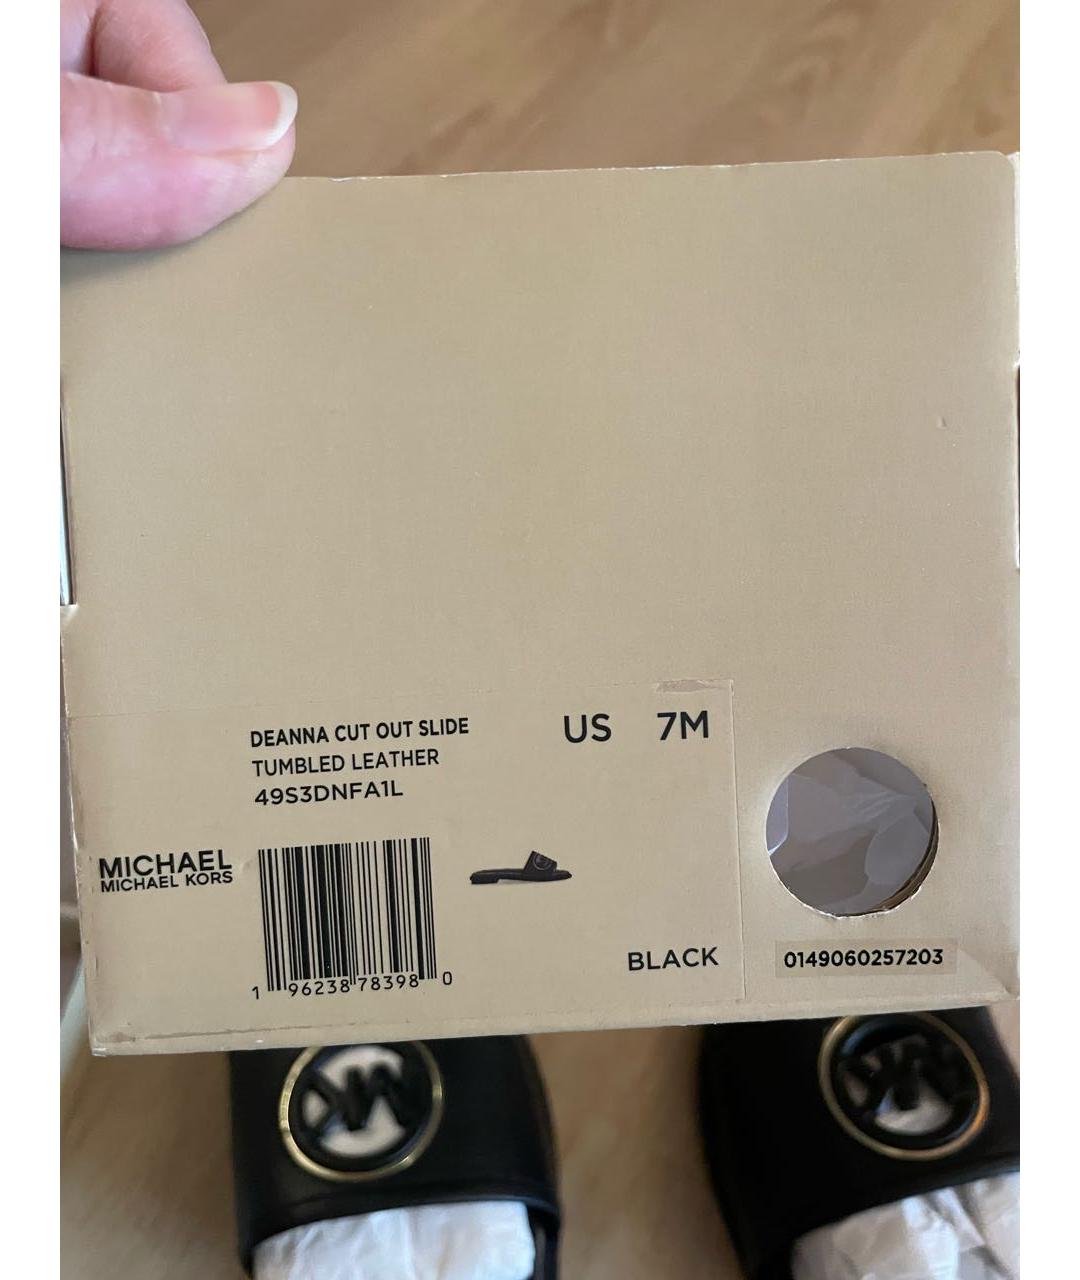 DEANNA CUT OUT SLIDE
TUMBLED LEATHER
49S3DNFA1L
US 7M
MICHAEL
MICHAEL KORS
1 96238 78398 0
BLACK
0149060257203
MK
MK